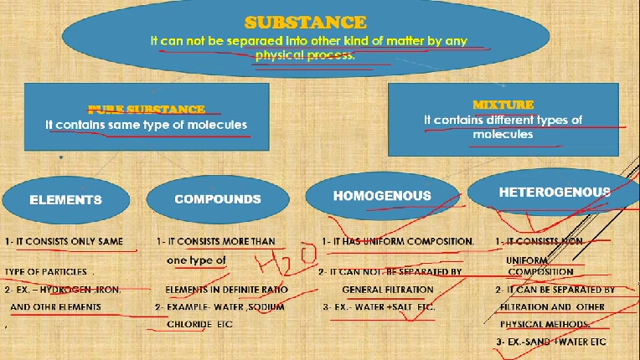 SUBSTANCE
It can not be separaed into other kind of matter by any
physical process.
PURE SUBSTANCE
It contains same type of molecules
MIXTURE
It contains different types of
molecules
ELEMENTS
COMPOUNDS
HOMOGENOUS
HETEROGENOUS
1- IT CONSISTS ONLY SAME
TYPE OF PARTICLES .
2- EX. – HYDROGEN ,IRON,
AND OTHR ELEMENTS
,
1- IT CONSISTS MORE THAN
one type of
ELEMENTS IN DEFINITE RATIO
2- EXAMPLE- WATER ,SODIUM
CHLORIDE ETC
H2O
1- IT HAS UNIFORM COMPOSITION.
2- IT CAN NOT BE SEPARATED BY
GENERAL FILTRATION
3- EX.- WATER +SALT ETC.
1- IT CONSISTS NON
UNIFORM
COMPOSITION
2- IT CAN BE SEPARATED BY
FILTRATION AND OTHER
PHYSICAL METHODS.
3- EX.-SAND +WATER ETC